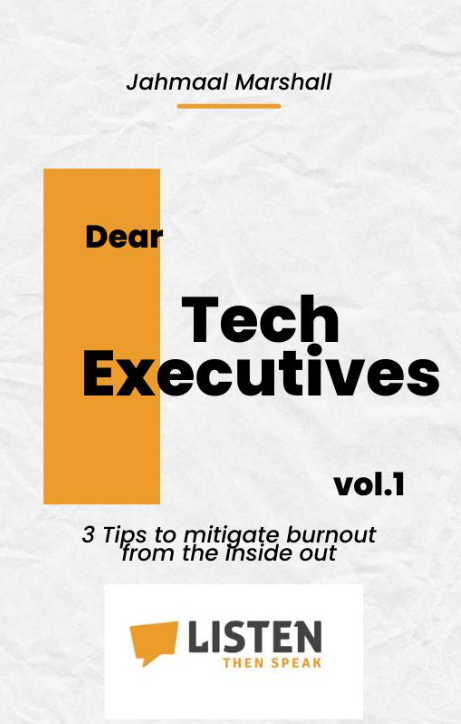 Jahmaal Marshall
Dear
Tech
Executives
vol.1
3 Tips to mitigate burnout
from the inside out
LISTEN
THEN SPEAK